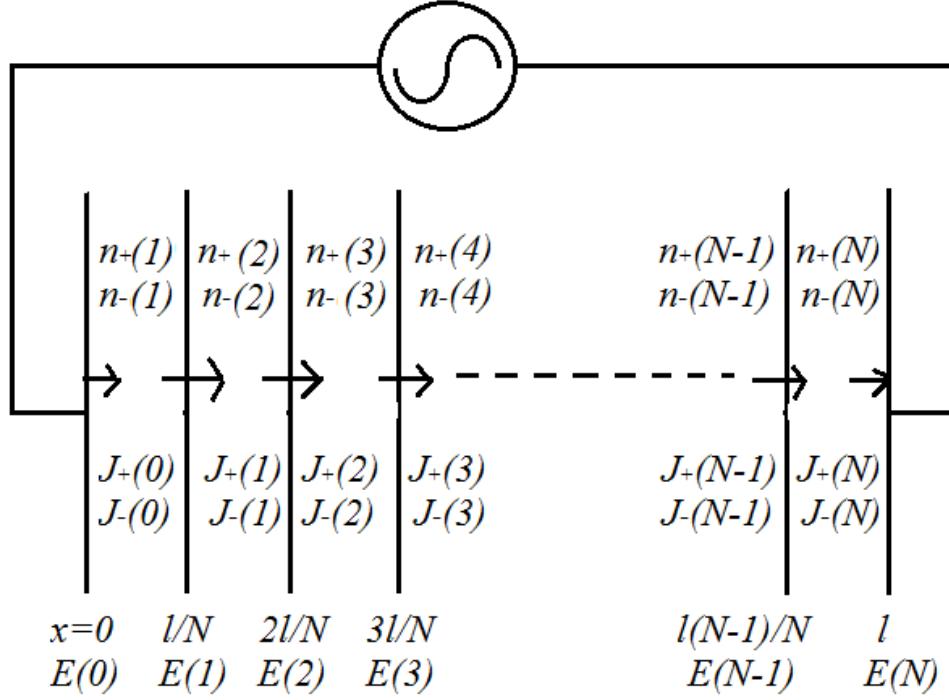 n+(1) n+(2) n+(3) n+(4) n+(N-1) n+(N)
n-(1) n-(2) n-(3) n-(4) n-(N-1) n-(N)
J+(0) J+(1) J+(2) J+(3) J+(N-1) J+(N)
J-(0) J-(1) J-(2) J-(3) J-(N-1) J-(N)
x=0 l/N 2l/N 3l/N l(N-1)/N l
E(0) E(1) E(2) E(3) E(N-1) E(N)